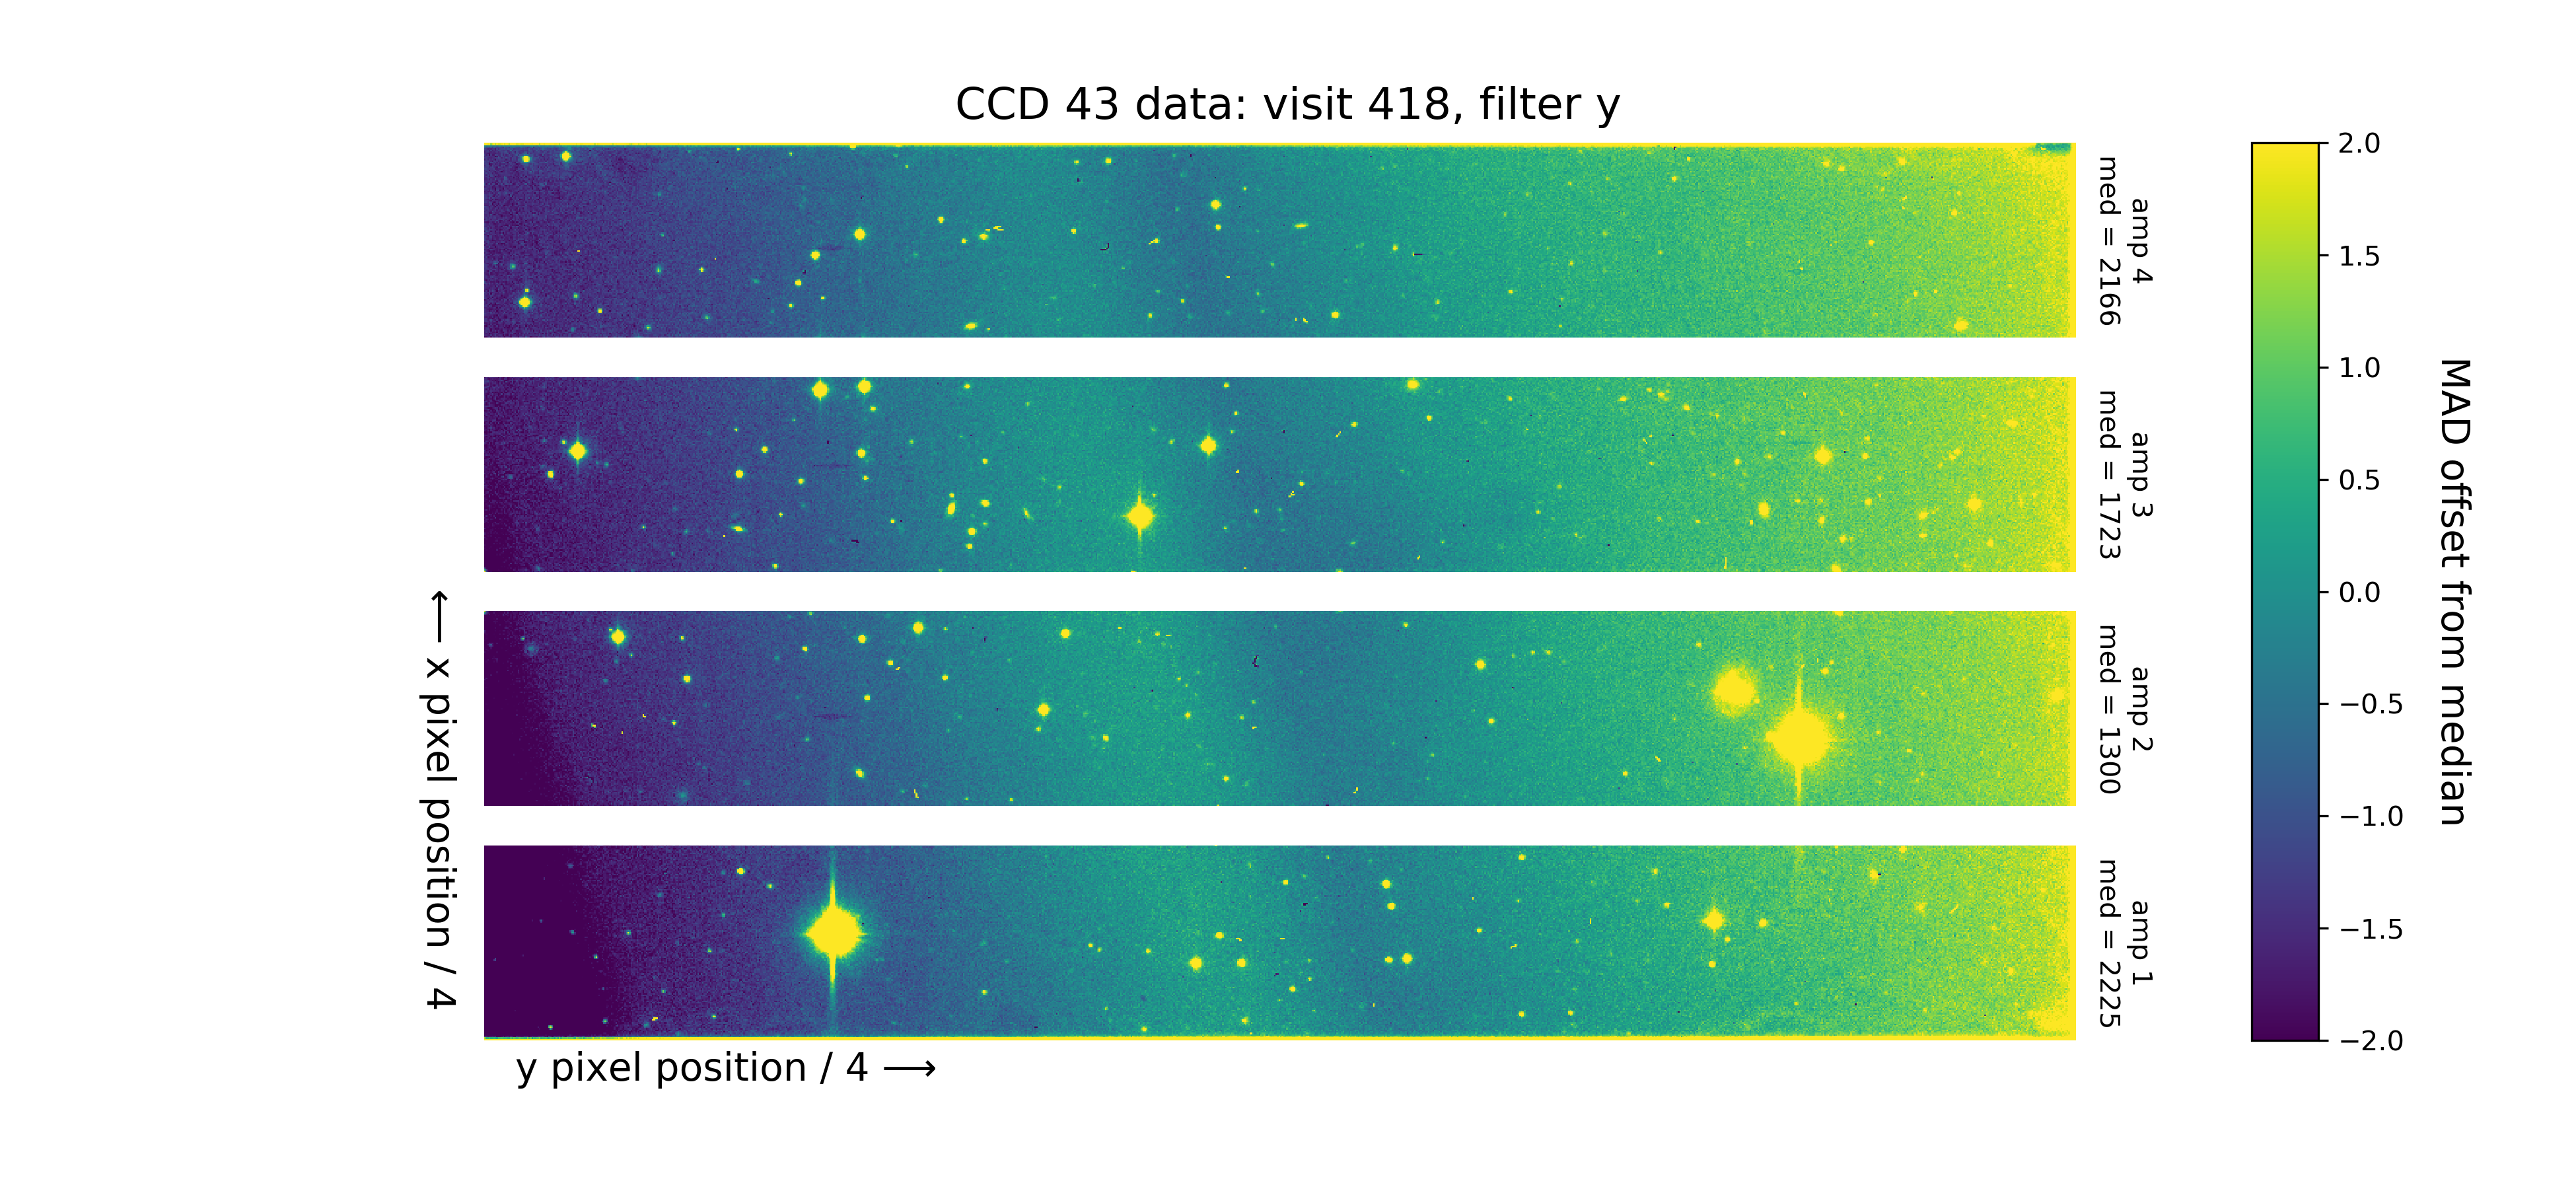 CCD 43 data: visit 418, filter y
amp 4
med = 2166
amp 3
med = 1723
amp 2
med = 1300
amp 1
med = 2225
⟵ x pixel position / 4
y pixel position / 4 ⟶
2.0
1.5
1.0
0.5
0.0
−0.5
−1.0
−1.5
−2.0
MAD offset from median